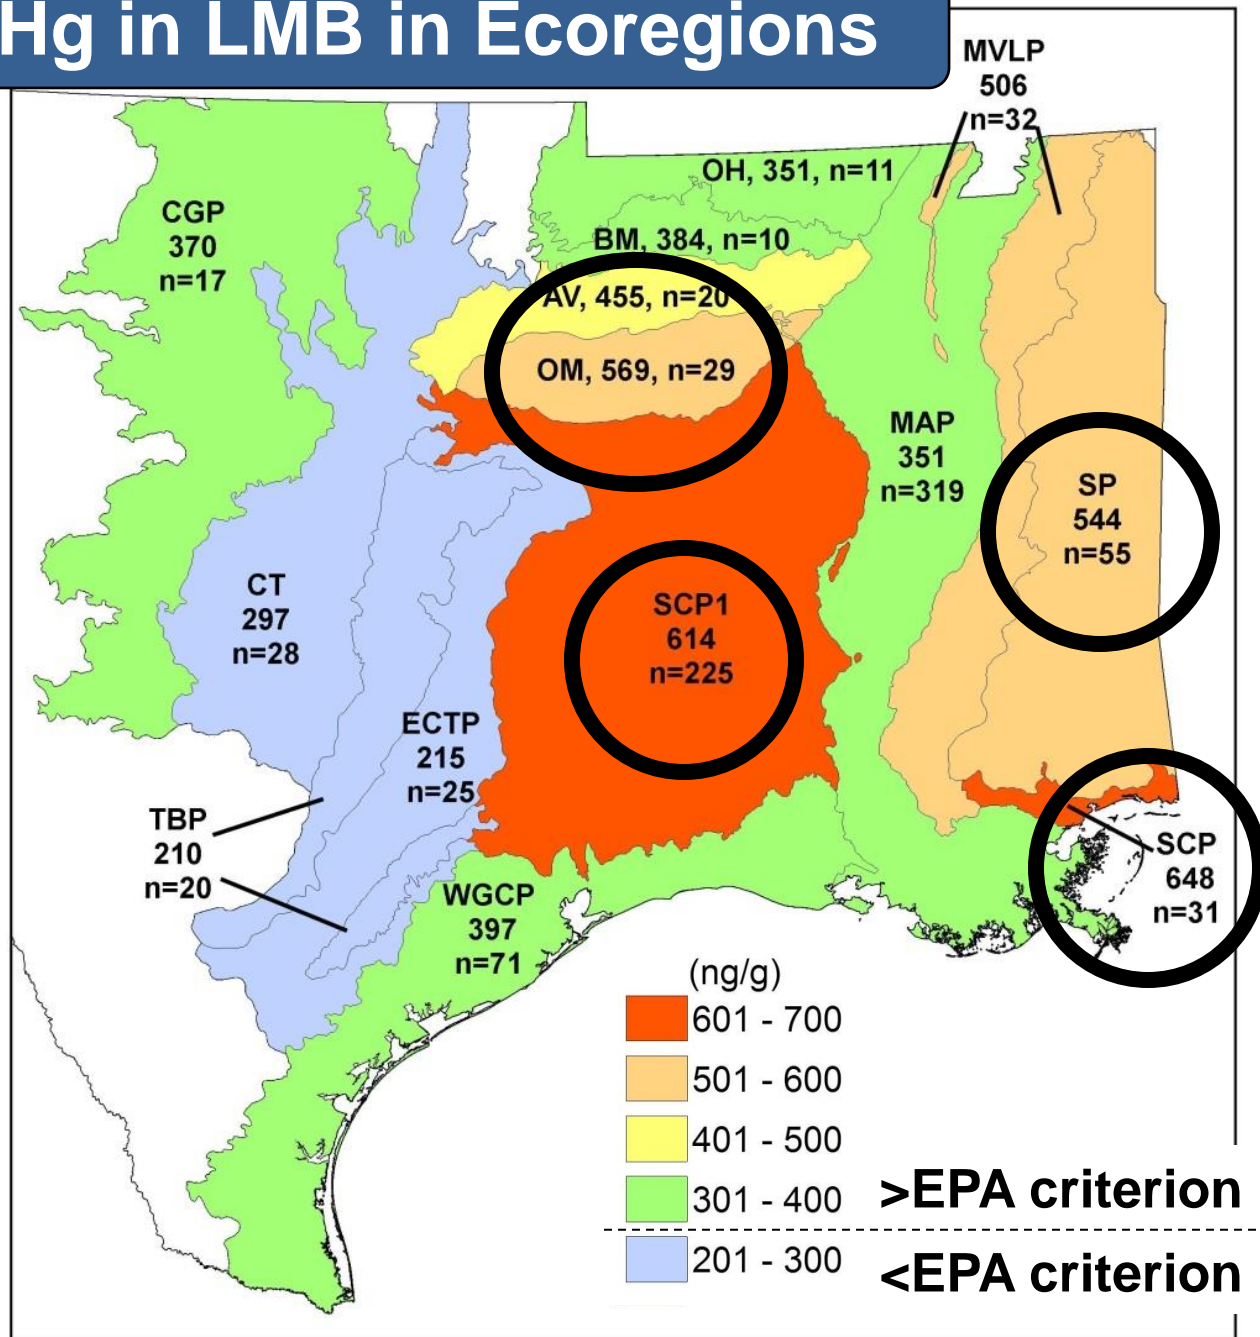 Hg in LMB in Ecoregions
MVLP
506
n=32
OH, 351, n=11
CGP
370
n=17
BM, 384, n=10
AV, 455, n=20
OM, 569, n=29
MAP
351
n=319
SP
544
n=55
CT
297
n=28
SCP1
614
n=225
ECTP
215
n=25
TBP
210
n=20
SCP
648
n=31
WGCP
397
n=71
(ng/g)
601 - 700
501 - 600
401 - 500
301 - 400
>EPA criterion
201 - 300
<EPA criterion